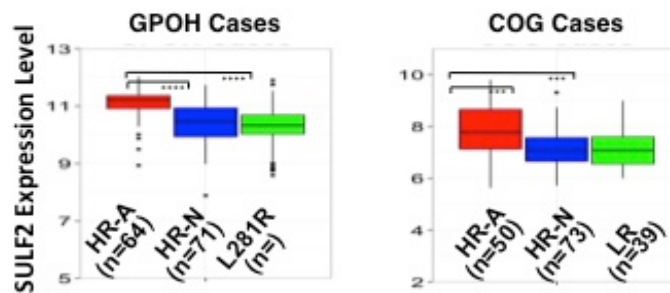 GPOH Cases
COG Cases
SULF2 Expression Level
13
11
10
7
5
HR-A
(n=64)
HR-N
(n=71)
L281R
(n=)
****
****
10
8
6
4
2
HR-A
(n=50)
HR-N
(n=73)
LR
(n=39)
***
***